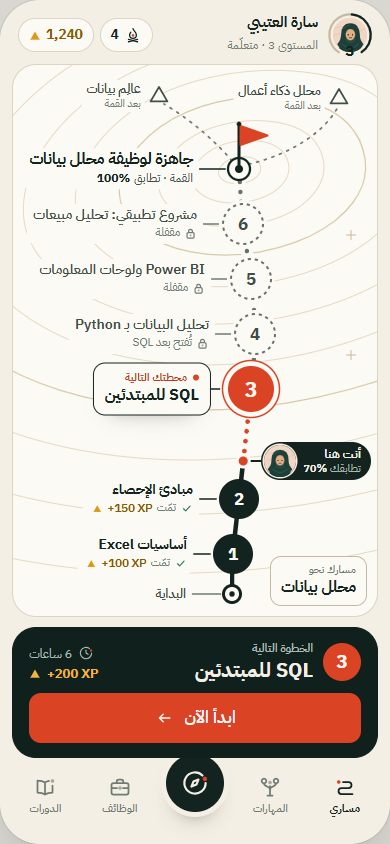 سارة العتيبي
المستوى 3 · متعلّمة
3
4
1,240
محلل ذكاء أعمال
بعد القمة
عالِم بيانات
بعد القمة
جاهزة لوظيفة محلل بيانات
القمة · تطابق 100%
6
مشروع تطبيقي: تحليل مبيعات
مقفلة
5
Power BI ولوحات المعلومات
مقفلة
4
تحليل البيانات بـ Python
تُفتح بعد SQL
3
محطتك التالية
SQL للمبتدئين
أنت هنا
تطابقك 70%
2
مبادئ الإحصاء
تمّت +150 XP
1
أساسيات Excel
تمّت +100 XP
البداية
مسارك نحو
محلل بيانات
3
الخطوة التالية
SQL للمبتدئين
6 ساعات
+200 XP
ابدأ الآن
مساري
المهارات
الوظائف
الدورات